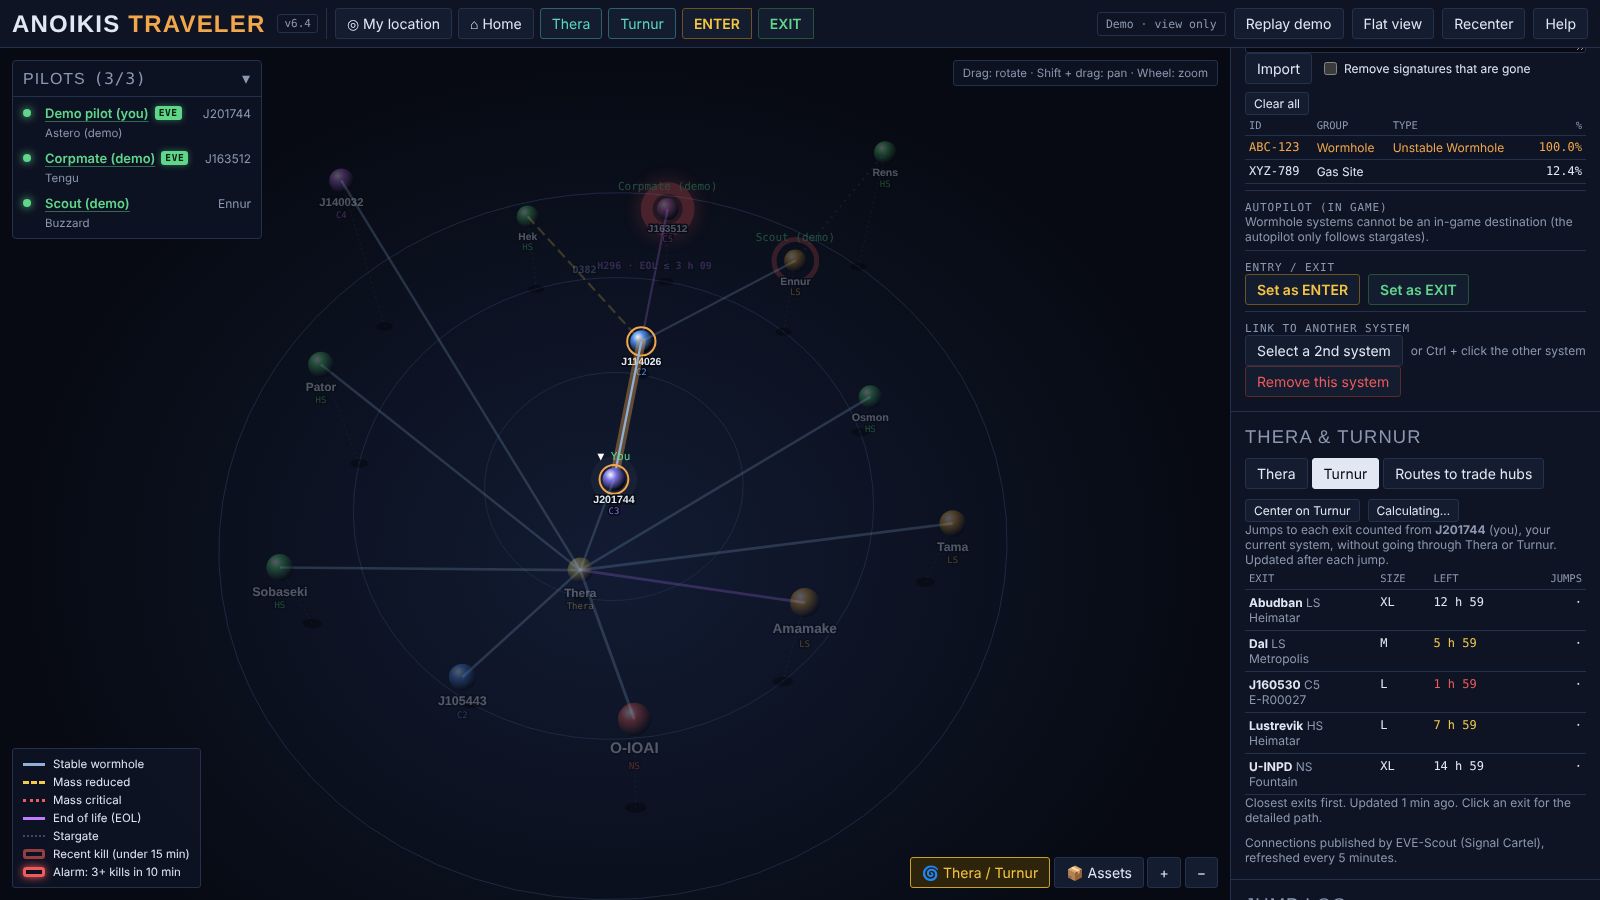 ANOIKIS TRAVELER v6.4 ◎ My location ⌂ Home Thera Turnur ENTER EXIT Demo · view only Replay demo Flat view Recenter Help
PILOTS (3/3) ▼
Demo pilot (you) EVE J201744
Astero (demo)
Corpmate (demo) EVE J163512
Tengu
Scout (demo) Ennur
Buzzard
Drag: rotate · Shift + drag: pan · Wheel: zoom
Rens
HS
J140032
C4
Corpmate (demo)
J163512
C5
Hek
HS
Scout (demo)
Ennur
LS
D382
H296 · EOL ≤ 3 h 09
J114026
C2
Pator
HS
Osmon
HS
▼ You
J201744
C3
Tama
LS
Thera
Thera
Sobaseki
HS
Amamake
LS
J105443
C2
O-IOAI
NS
Stable wormhole
Mass reduced
Mass critical
End of life (EOL)
Stargate
Recent kill (under 15 min)
Alarm: 3+ kills in 10 min
Thera / Turnur Assets + −
Import Remove signatures that are gone
Clear all
ID GROUP TYPE %
ABC-123 Wormhole Unstable Wormhole 100.0%
XYZ-789 Gas Site 12.4%
AUTOPILOT (IN GAME)
Wormhole systems cannot be an in-game destination (the
autopilot only follows stargates).
ENTRY / EXIT
Set as ENTER Set as EXIT
LINK TO ANOTHER SYSTEM
Select a 2nd system or Ctrl + click the other system
Remove this system
THERA & TURNUR
Thera Turnur Routes to trade hubs
Center on Turnur Calculating...
Jumps to each exit counted from J201744 (you), your
current system, without going through Thera or Turnur.
Updated after each jump.
EXIT SIZE LEFT JUMPS
Abudban LS XL 12 h 59 ·
Heimatar
Dal LS M 5 h 59 ·
Metropolis
J160530 C5 L 1 h 59 ·
E-R00027
Lustrevik HS L 7 h 59 ·
Heimatar
U-INPD NS XL 14 h 59 ·
Fountain
Closest exits first. Updated 1 min ago. Click an exit for the
detailed path.
Connections published by EVE-Scout (Signal Cartel),
refreshed every 5 minutes.